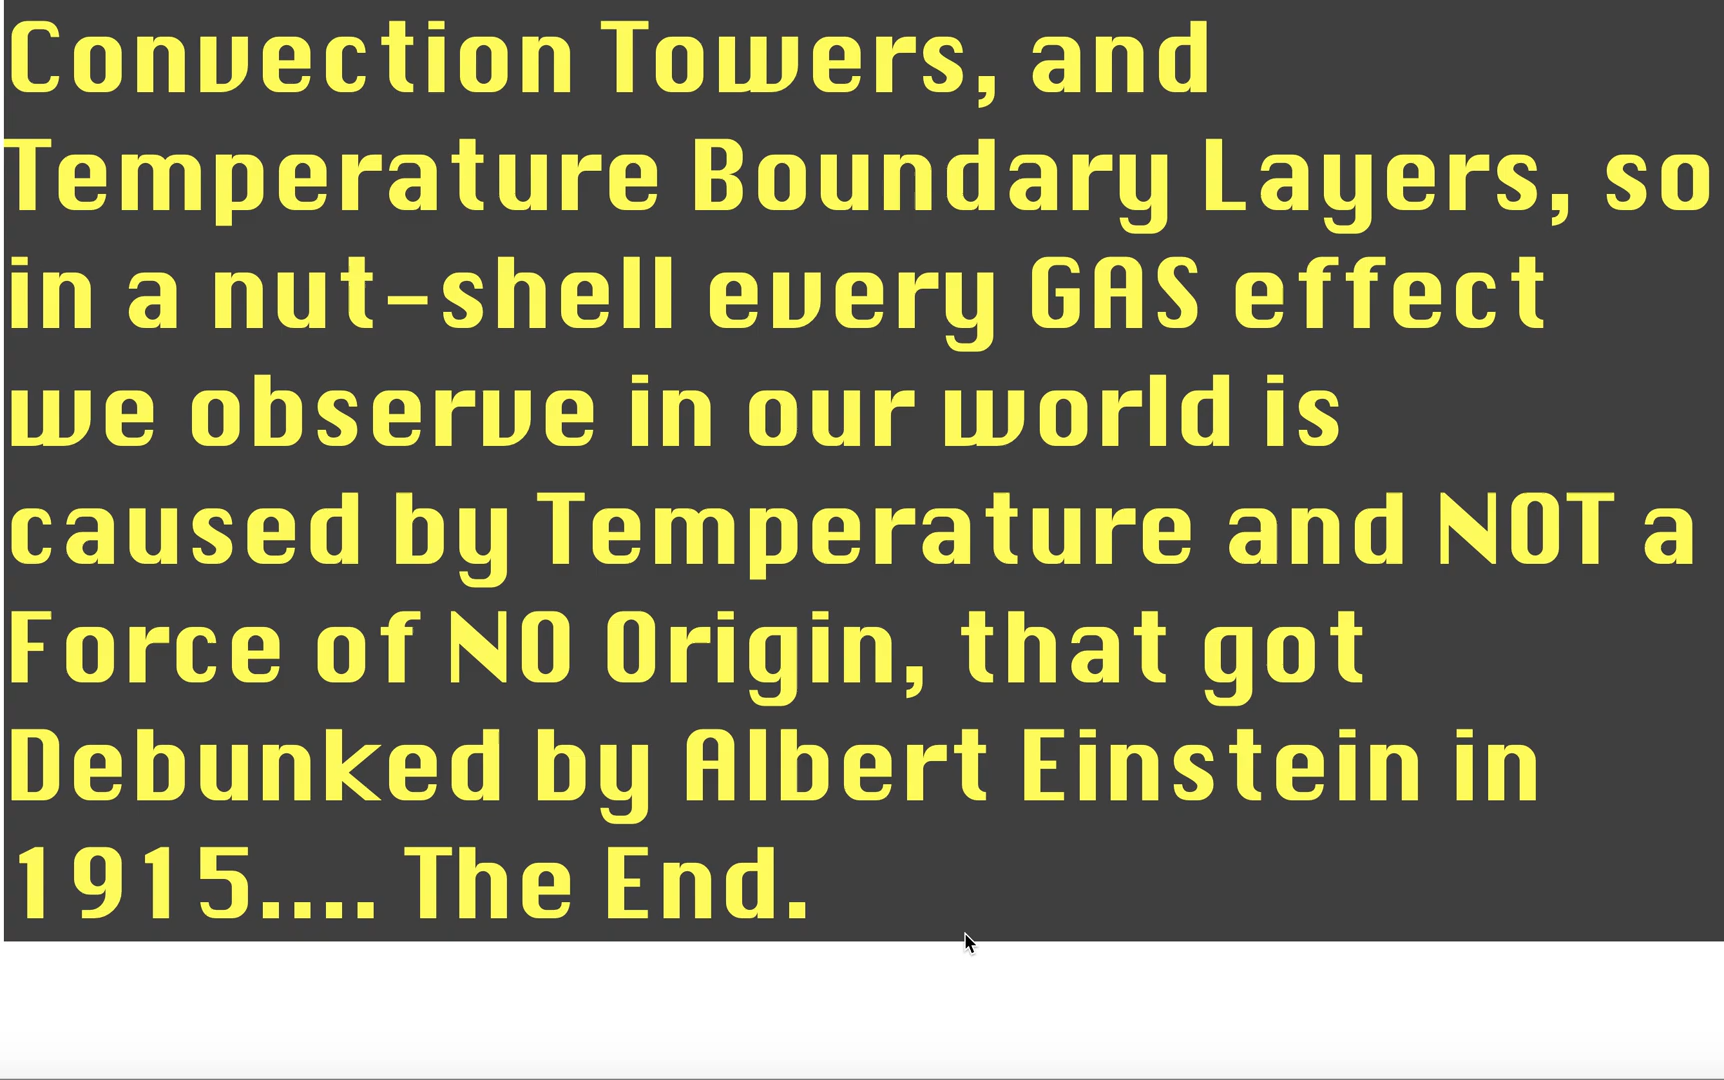 Convection Towers, and
Temperature Boundary Layers, so
in a nut-shell every GAS effect
we observe in our world is
caused by Temperature and NOT a
Force of NO Origin, that got
Debunked by Albert Einstein in
1915.... The End.